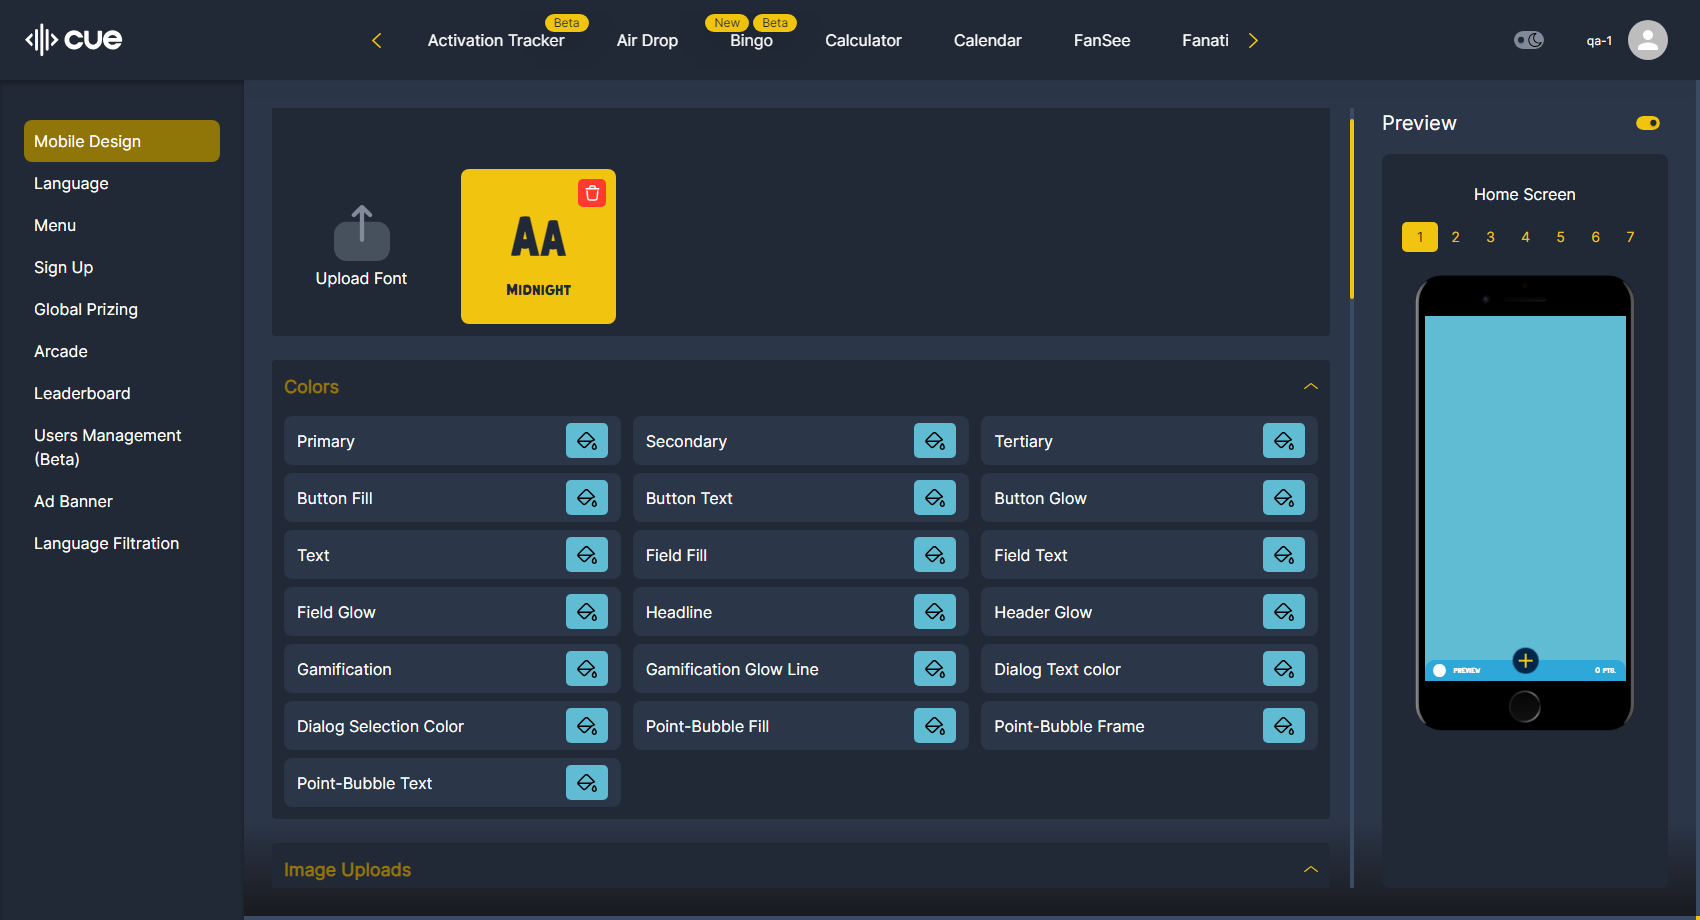 cue
Activation Tracker
Beta
Air Drop
Bingo
New
Beta
Calculator
Calendar
FanSee
Fanati
qa-1
Mobile Design
Language
Menu
Sign Up
Global Prizing
Arcade
Leaderboard
Users Management
(Beta)
Ad Banner
Language Filtration
Upload Font
AA
MIDNIGHT
Colors
Primary
Secondary
Tertiary
Button Fill
Button Text
Button Glow
Text
Field Fill
Field Text
Field Glow
Headline
Header Glow
Gamification
Gamification Glow Line
Dialog Text color
Dialog Selection Color
Point-Bubble Fill
Point-Bubble Frame
Point-Bubble Text
Image Uploads
Preview
Home Screen
1 2 3 4 5 6 7
PREVIEW
0 PTS.